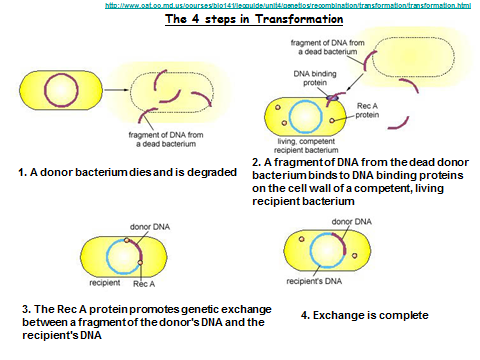 http://www.cat.cc.md.us/courses/bio141/lecguide/unit4/genetics/recombination/transformation/transformation.html
The 4 steps in Transformation
fragment of DNA from
a dead bacterium
DNA binding
protein
Rec A
protein
fragment of DNA from
a dead bacterium
living, competent
recipient bacterium
1. A donor bacterium dies and is degraded
2. A fragment of DNA from the dead donor
bacterium binds to DNA binding proteins
on the cell wall of a competent, living
recipient bacterium
donor DNA
recipient Rec A
donor DNA
recipient's DNA
3. The Rec A protein promotes genetic exchange
between a fragment of the donor's DNA and the
recipient's DNA
4. Exchange is complete